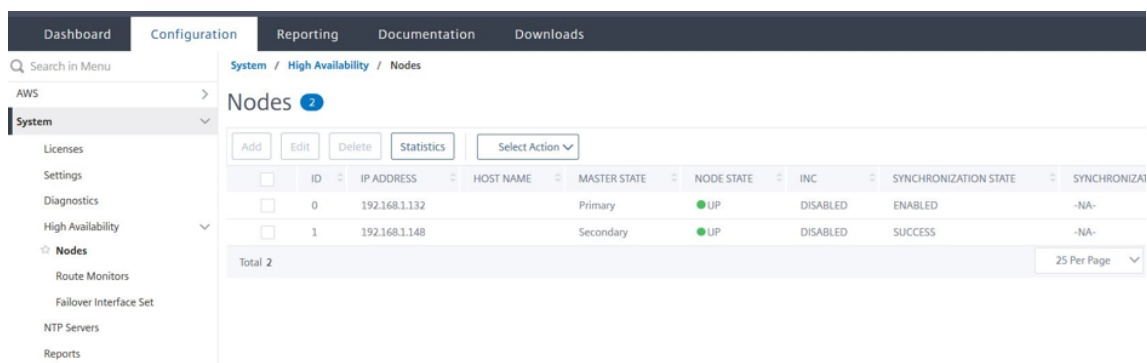 Dashboard Configuration Reporting Documentation Downloads
Search in Menu
AWS
System
Licenses
Settings
Diagnostics
High Availability
Nodes
Route Monitors
Failover Interface Set
NTP Servers
Reports
System / High Availability / Nodes
Nodes 2
Add Edit Delete Statistics Select Action
ID IP ADDRESS HOST NAME MASTER STATE NODE STATE INC SYNCHRONIZATION STATE SYNCHRONIZAT
0 192.168.1.132 Primary UP DISABLED ENABLED -NA-
1 192.168.1.148 Secondary UP DISABLED SUCCESS -NA-
Total 2 25 Per Page